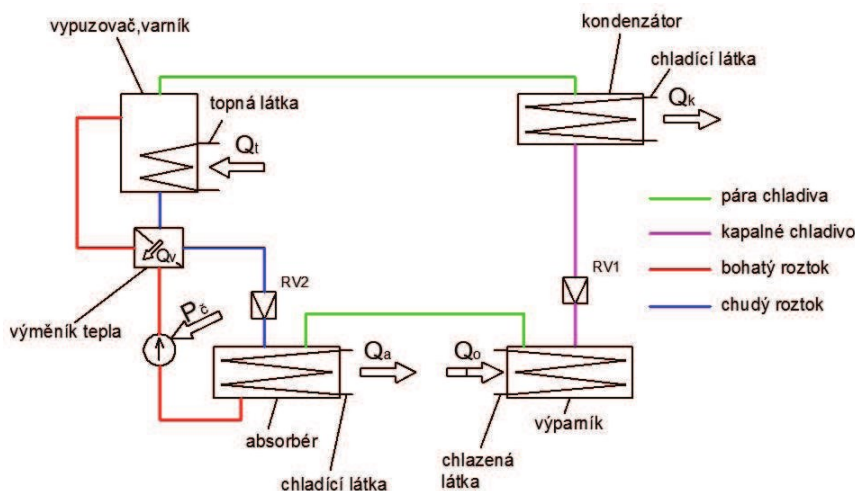 vypuzovač,varník
kondenzátor
chladící látka
topná látka
Qk
Qt
pára chladiva
kapalné chladivo
bohatý roztok
chudý roztok
Qv
RV2
RV1
Pč
výměník tepla
Qa
Qo
absorbér
výparník
chladící látka
chlazená
látka